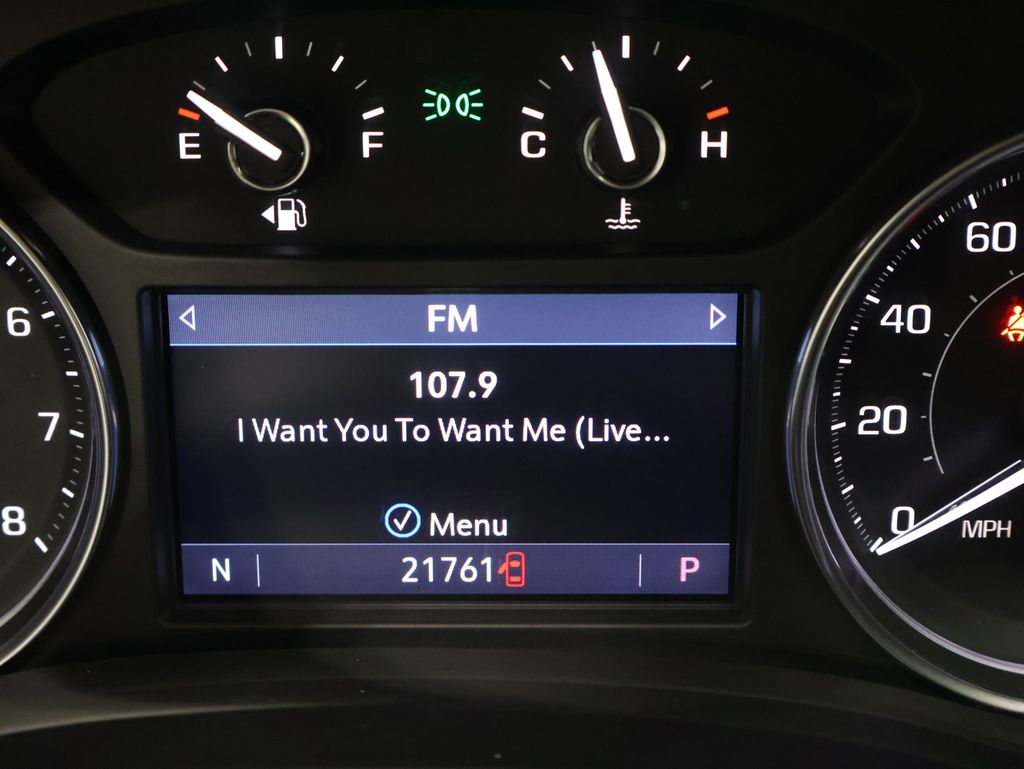 E F
C H
6
7
8
FM
107.9
I Want You To Want Me (Live...
Menu
N 21761 P
60
40
20
0
MPH